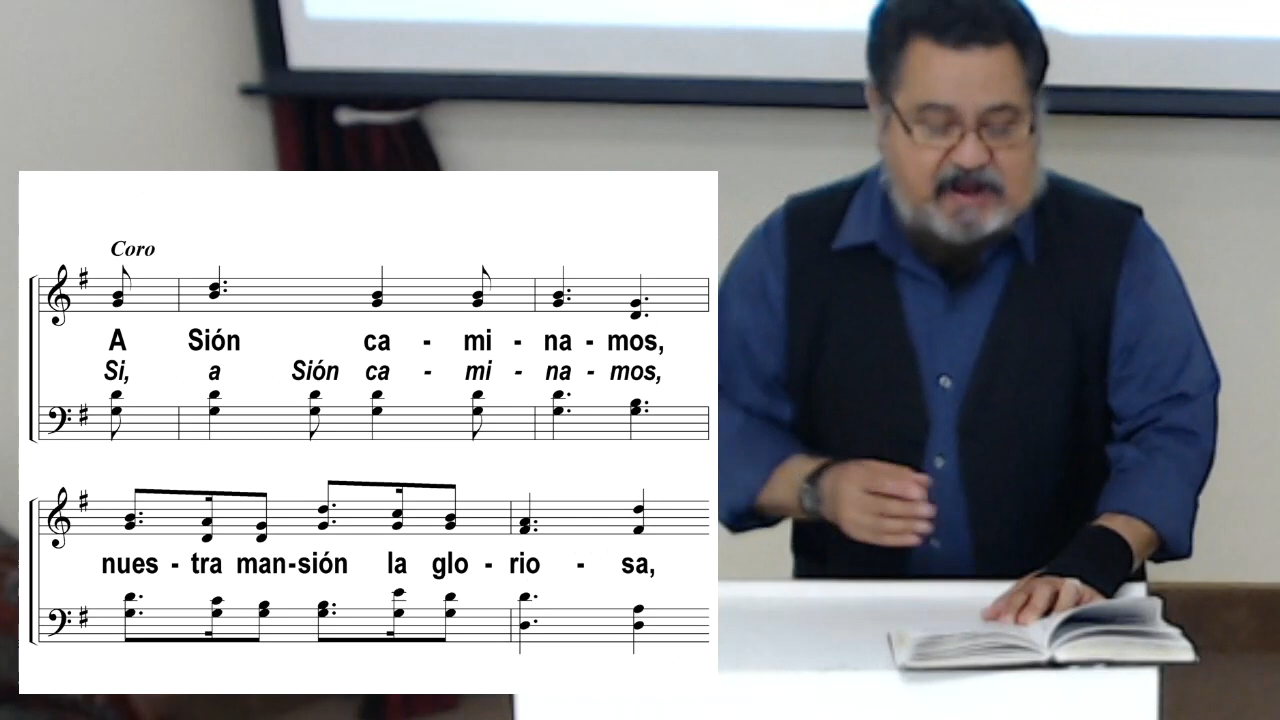 Coro
A Sión ca - mi - na - mos,
Si, a Sión ca - mi - na - mos,
nues - tra man-sión la glo - rio - sa,